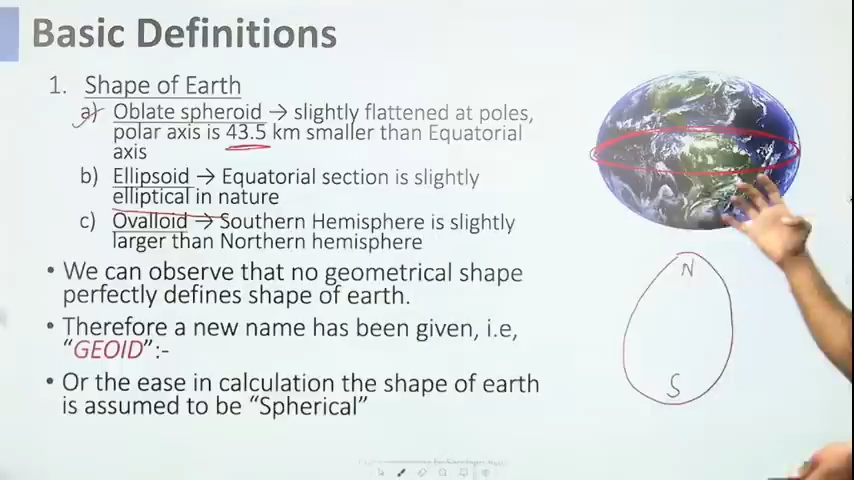 Basic Definitions
1. Shape of Earth
a) Oblate spheroid → slightly flattened at poles,
polar axis is 43.5 km smaller than Equatorial
axis
b) Ellipsoid → Equatorial section is slightly
elliptical in nature
c) Ovalloid → Southern Hemisphere is slightly
larger than Northern hemisphere
• We can observe that no geometrical shape
perfectly defines shape of earth.
• Therefore a new name has been given, i.e,
“GEOID”:-
• Or the ease in calculation the shape of earth
is assumed to be “Spherical”
N
S